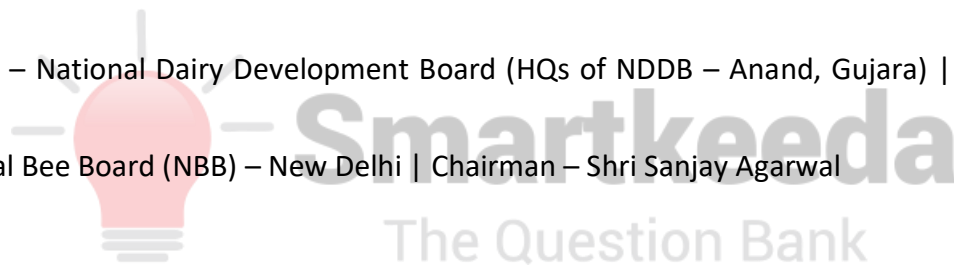 – National Dairy Development Board (HQs of NDDB – Anand, Gujara) |
al Bee Board (NBB) – New Delhi | Chairman – Shri Sanjay Agarwal
Smartkeeda
The Question Bank